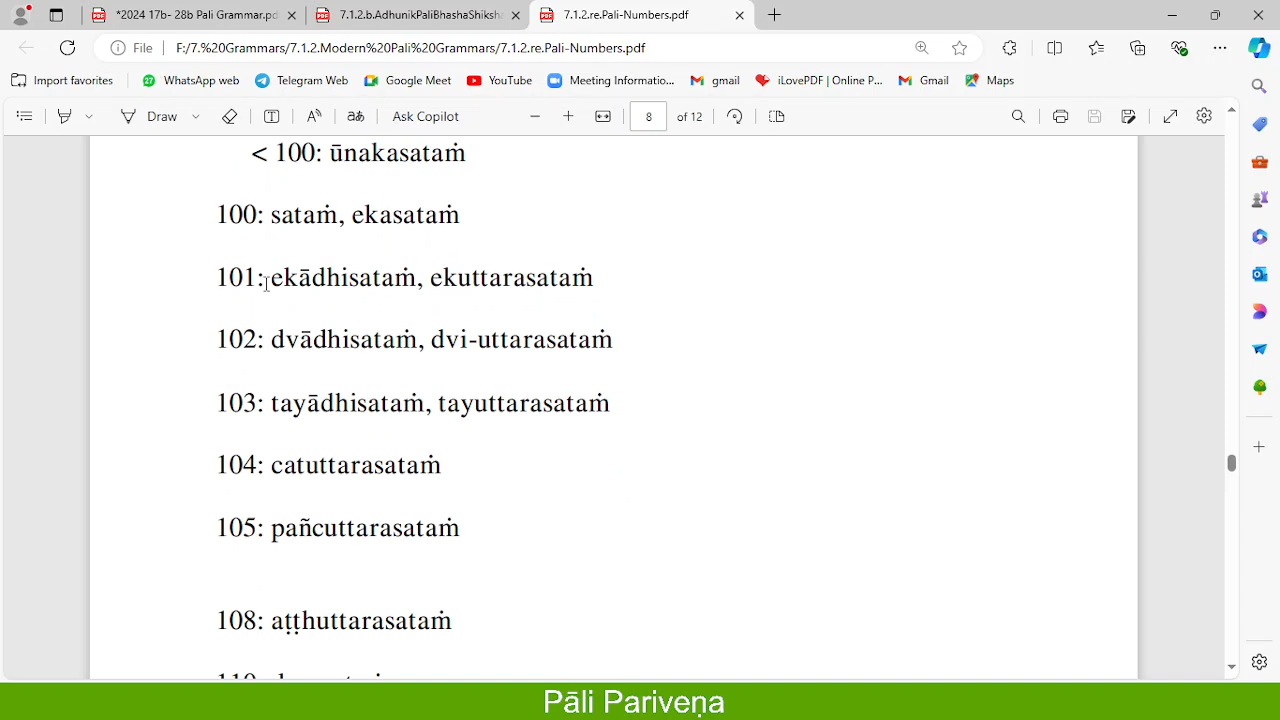 *2024 17b- 28b Pali Grammar.pd
7.1.2.b.AdhunikPaliBhashaShiksha
7.1.2.re.Pali-Numbers.pdf
File
F:/7.%20Grammars/7.1.2.Modern%20Pali%20Grammars/7.1.2.re.Pali-Numbers.pdf
Import favorites
27
WhatsApp web
Telegram Web
Google Meet
YouTube
Meeting Informatio...
gmail
iLovePDF | Online P...
Gmail
Maps
Draw
Ask Copilot
8
of 12
< 100: ūnakasataṁ
100: sataṁ, ekasataṁ
101: ekādhisataṁ, ekuttarasataṁ
102: dvādhisataṁ, dvi-uttarasataṁ
103: tayādhisataṁ, tayuttarasataṁ
104: catuttarasataṁ
105: pañcuttarasataṁ
108: aṭṭhuttarasataṁ
Pāli Pariveṇa